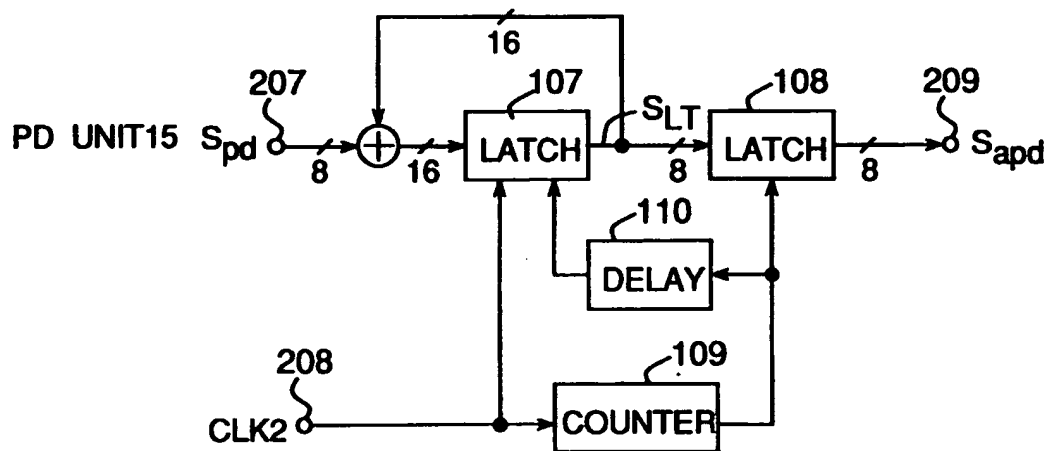 16
207
107
108
209
PD UNIT15 Spd
8
16
LATCH
SLT
8
LATCH
8
Sapd
110
DELAY
208
109
CLK2
COUNTER